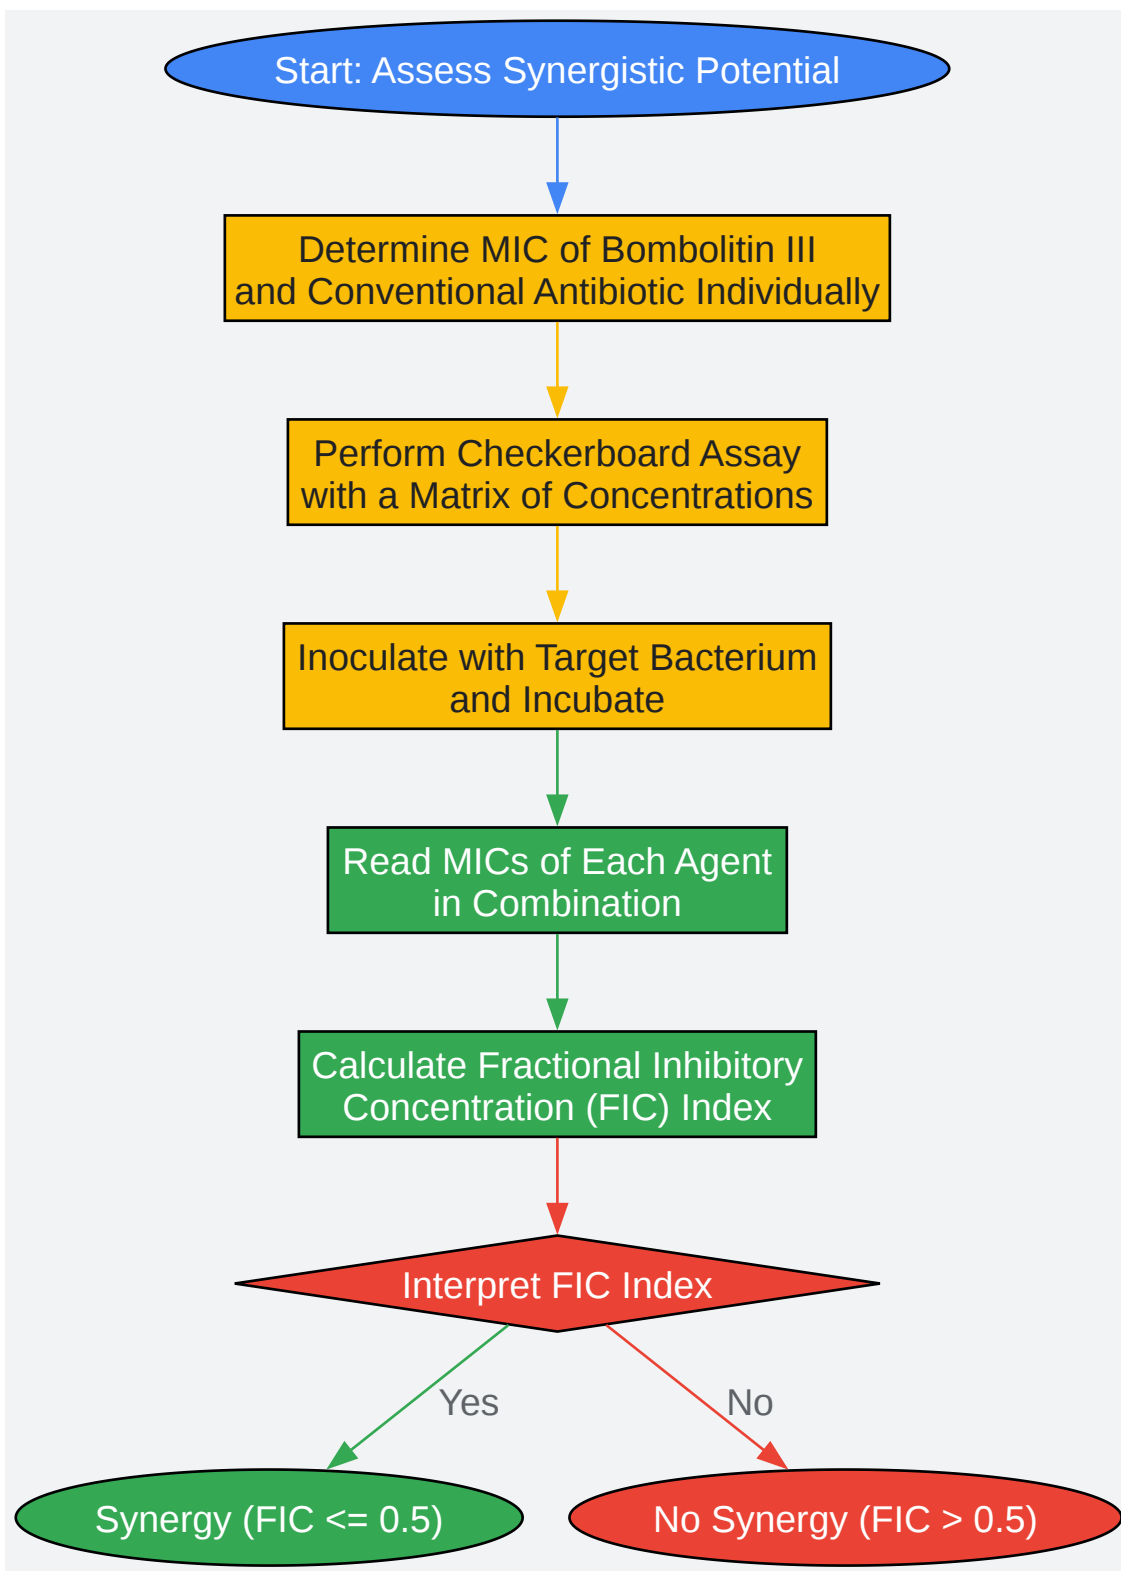 Start: Assess Synergistic Potential
Determine MIC of Bombolitin III
and Conventional Antibiotic Individually
Perform Checkerboard Assay
with a Matrix of Concentrations
Inoculate with Target Bacterium
and Incubate
Read MICs of Each Agent
in Combination
Calculate Fractional Inhibitory
Concentration (FIC) Index
Interpret FIC Index
Yes
No
Synergy (FIC <= 0.5)
No Synergy (FIC > 0.5)